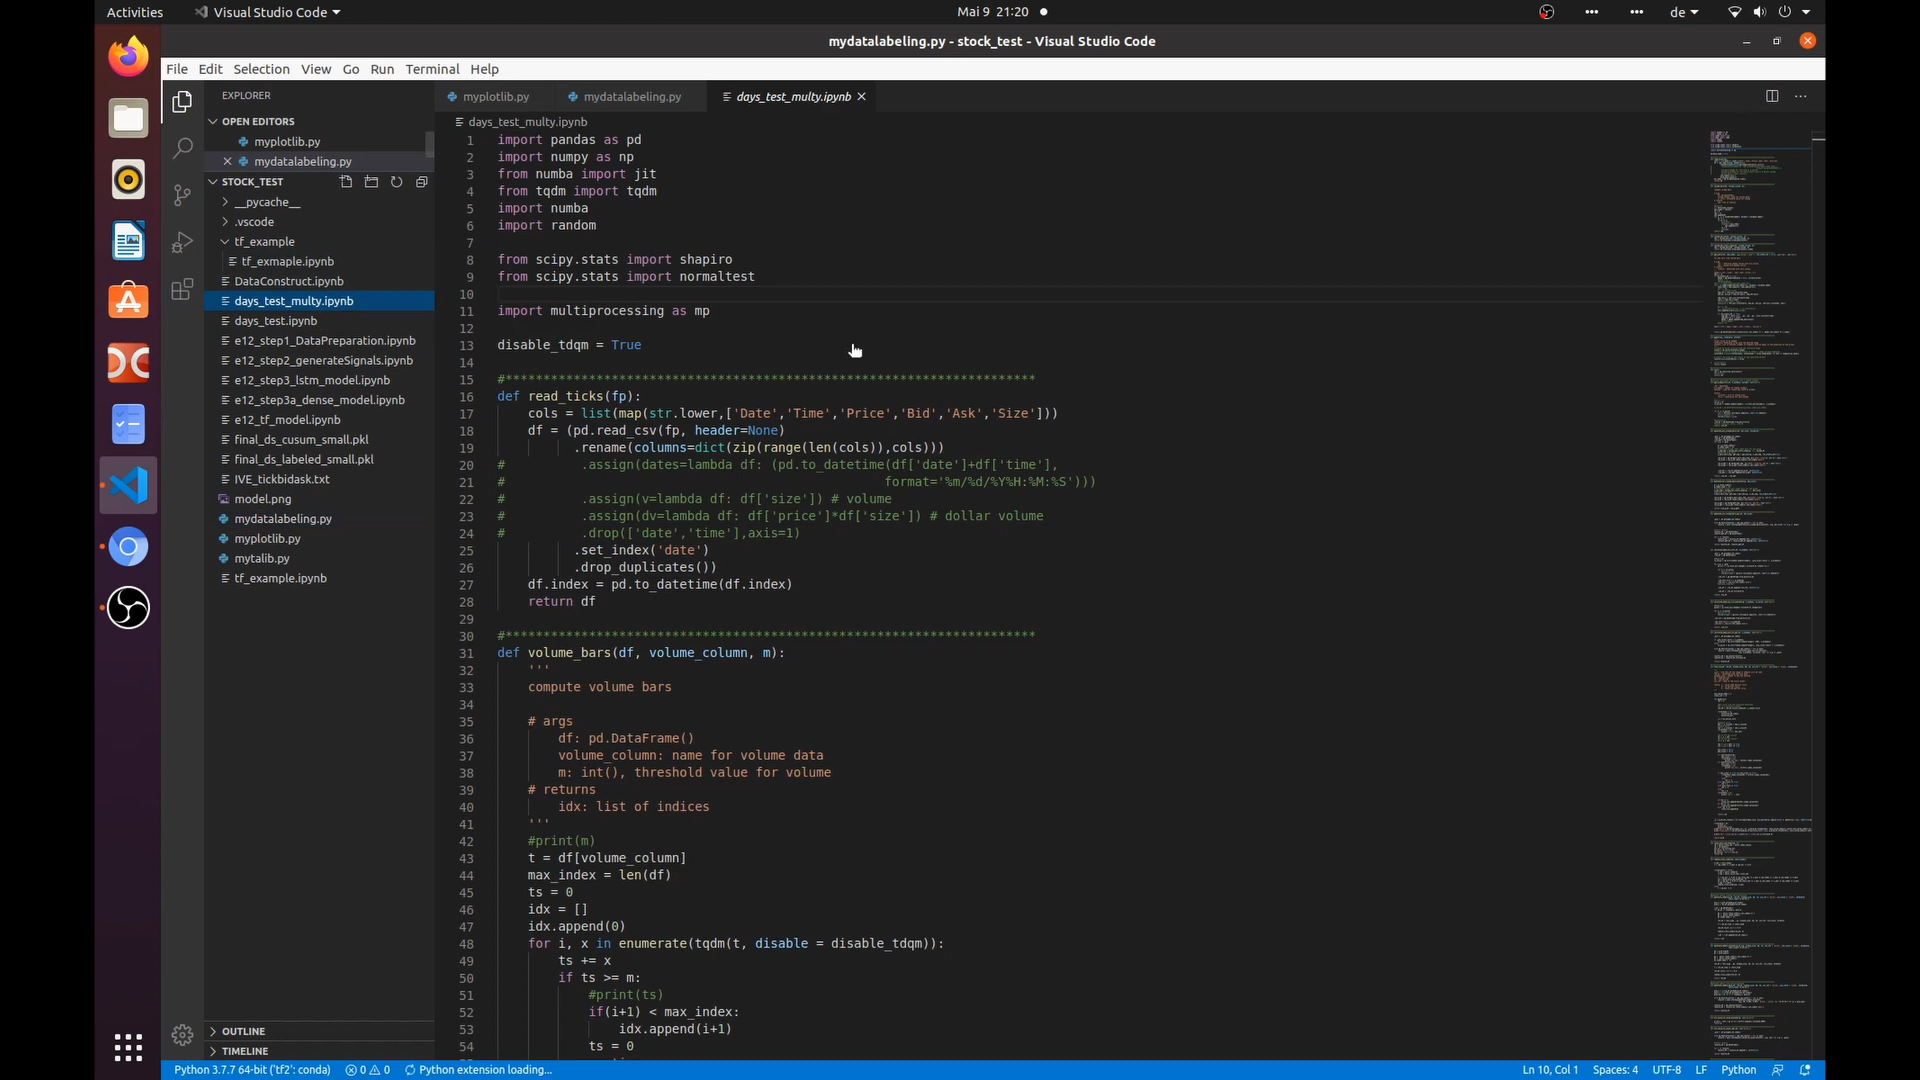 Activities
Visual Studio Code
Mai 9 21:20
de
mydatalabeling.py - stock_test - Visual Studio Code
File Edit Selection View Go Run Terminal Help
EXPLORER
OPEN EDITORS
myplotlib.py
mydatalabeling.py
STOCK_TEST
__pycache__
.vscode
tf_example
tf_exmaple.ipynb
DataConstruct.ipynb
days_test_multy.ipynb
days_test.ipynb
e12_step1_DataPreparation.ipynb
e12_step2_generateSignals.ipynb
e12_step3_lstm_model.ipynb
e12_step3a_dense_model.ipynb
e12_tf_model.ipynb
final_ds_cusum_small.pkl
final_ds_labeled_small.pkl
IVE_tickbidask.txt
model.png
mydatalabeling.py
myplotlib.py
mytalib.py
tf_example.ipynb
OUTLINE
TIMELINE
myplotlib.py
mydatalabeling.py
days_test_multy.ipynb
days_test_multy.ipynb
1 import pandas as pd
2 import numpy as np
3 from numba import jit
4 from tqdm import tqdm
5 import numba
6 import random
7
8 from scipy.stats import shapiro
9 from scipy.stats import normaltest
10
11 import multiprocessing as mp
12
13 disable_tdqm = True
14
15 #**********************************************************************
16 def read_ticks(fp):
17 cols = list(map(str.lower,['Date','Time','Price','Bid','Ask','Size']))
18 df = (pd.read_csv(fp, header=None)
19 .rename(columns=dict(zip(range(len(cols)),cols)))
20 # .assign(dates=lambda df: (pd.to_datetime(df['date']+df['time'],
21 # format='%m/%d/%Y%H:%M:%S')))
22 # .assign(v=lambda df: df['size']) # volume
23 # .assign(dv=lambda df: df['price']*df['size']) # dollar volume
24 # .drop(['date','time'],axis=1)
25 .set_index('date')
26 .drop_duplicates())
27 df.index = pd.to_datetime(df.index)
28 return df
29
30 #**********************************************************************
31 def volume_bars(df, volume_column, m):
32 '''
33 compute volume bars
34
35 # args
36 df: pd.DataFrame()
37 volume_column: name for volume data
38 m: int(), threshold value for volume
39 # returns
40 idx: list of indices
41 '''
42 #print(m)
43 t = df[volume_column]
44 max_index = len(df)
45 ts = 0
46 idx = []
47 idx.append(0)
48 for i, x in enumerate(tqdm(t, disable = disable_tdqm)):
49 ts += x
50 if ts >= m:
51 #print(ts)
52 if(i+1) < max_index:
53 idx.append(i+1)
54 ts = 0
Python 3.7.7 64-bit ('tf2': conda) 0 0 Python extension loading... Ln 10, Col 1 Spaces: 4 UTF-8 LF Python